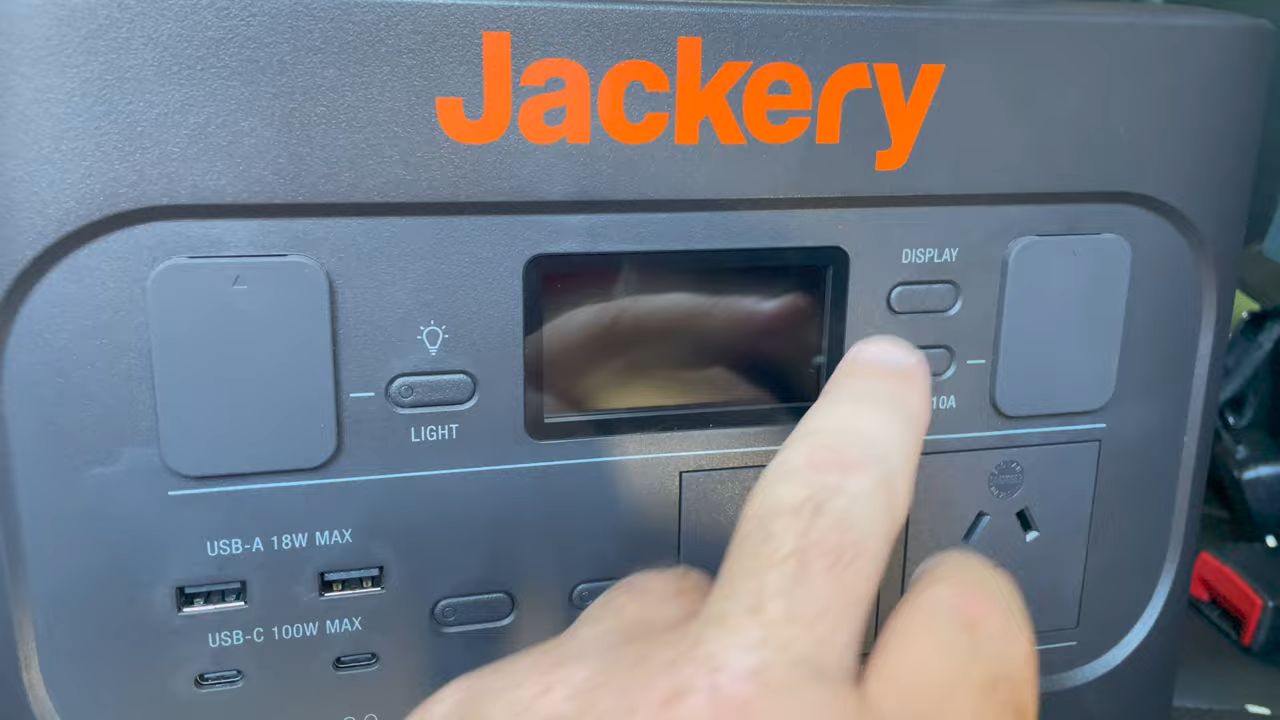 Jackery
DISPLAY
10A
LIGHT
USB-A 18W MAX
USB-C 100W MAX